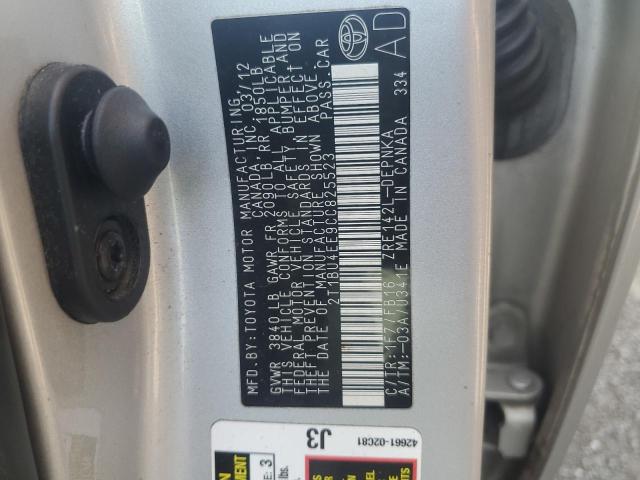 MFD.BY:TOYOTA MOTOR MANUFACTURING
CANADA,INC. 03/12
GVWR 3840LB GAWR FR 2090LB RR 1850LB
THIS VEHICLE CONFORMS TO ALL APPLICABLE
FEDERAL MOTOR VEHICLE SAFETY, BUMPER AND
THEFT PREVENTION STANDARDS IN EFFECT ON
THE DATE OF MANUFACTURE SHOWN ABOVE.
2T1BU4EE9CC825523 PASS.CAR
C/TR:1F7/FB16 ZRE142L-DEPNKA
A/TM:-03A/U341E MADE IN CANADA 334
AD
42661-02C81
J3
3
lbs.